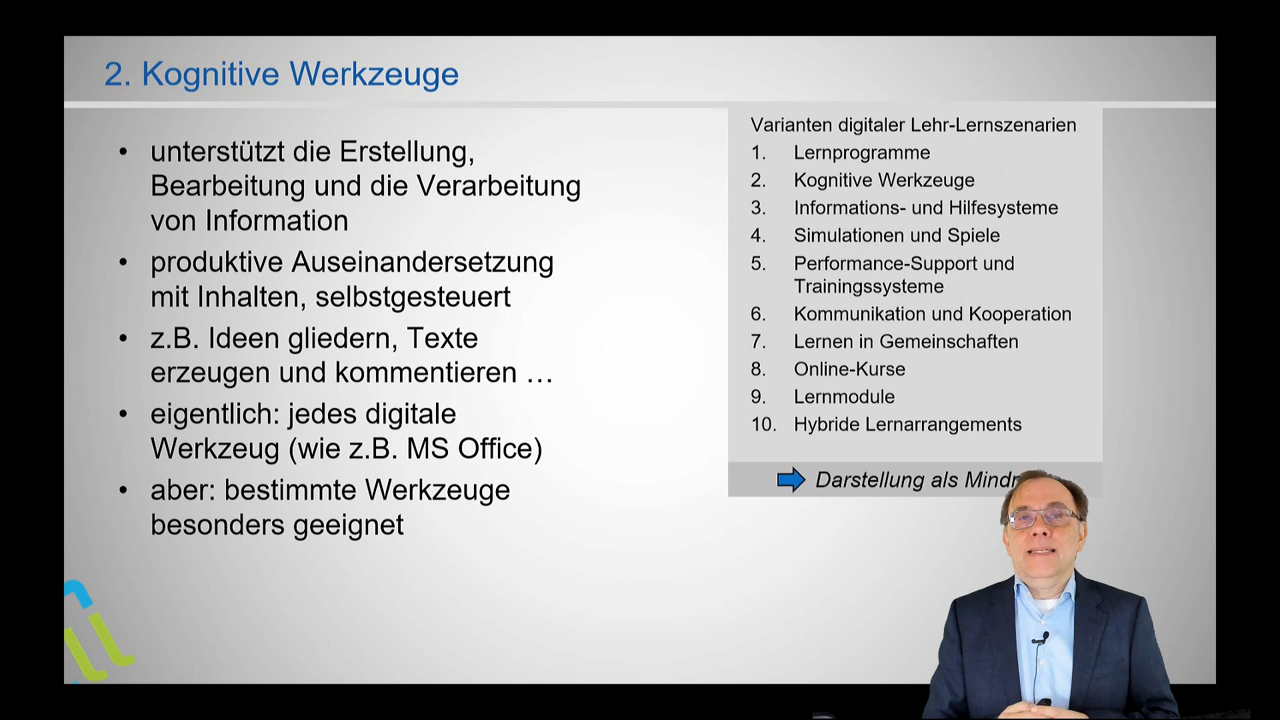 2. Kognitive Werkzeuge
• unterstützt die Erstellung,
Bearbeitung und die Verarbeitung
von Information
• produktive Auseinandersetzung
mit Inhalten, selbstgesteuert
• z.B. Ideen gliedern, Texte
erzeugen und kommentieren …
• eigentlich: jedes digitale
Werkzeug (wie z.B. MS Office)
• aber: bestimmte Werkzeuge
besonders geeignet
Varianten digitaler Lehr-Lernszenarien
1. Lernprogramme
2. Kognitive Werkzeuge
3. Informations- und Hilfesysteme
4. Simulationen und Spiele
5. Performance-Support und
Trainingssysteme
6. Kommunikation und Kooperation
7. Lernen in Gemeinschaften
8. Online-Kurse
9. Lernmodule
10. Hybride Lernarrangements
Darstellung als